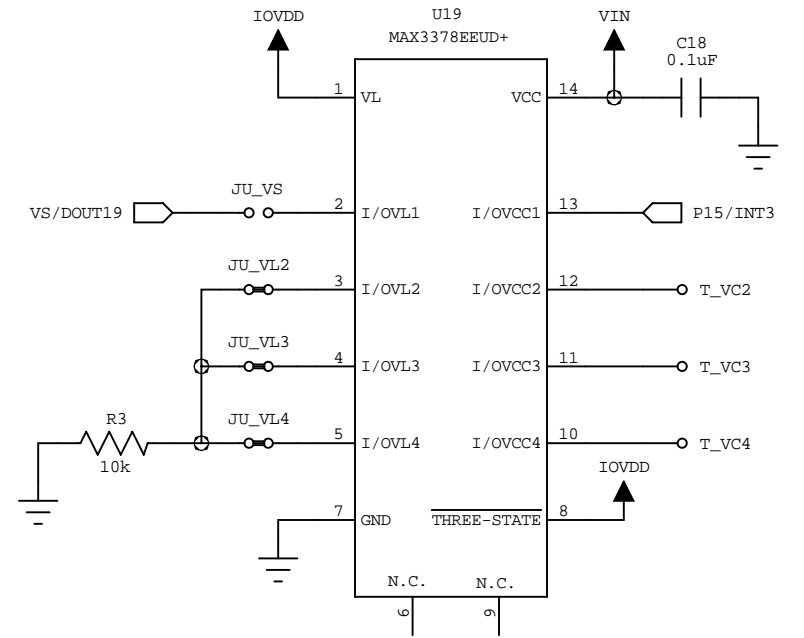 IOVDD
U19
MAX3378EEUD+
VIN
C18
0.1uF
1
VL
VCC
14
JU_VS
VS/DOUT19
2
I/OVL1
I/OVCC1
13
P15/INT3
JU_VL2
3
I/OVL2
I/OVCC2
12
T_VC2
JU_VL3
4
I/OVL3
I/OVCC3
11
T_VC3
R3
10k
JU_VL4
5
I/OVL4
I/OVCC4
10
T_VC4
IOVDD
7
GND
THREE-STATE
8
N.C.
N.C.
6
9